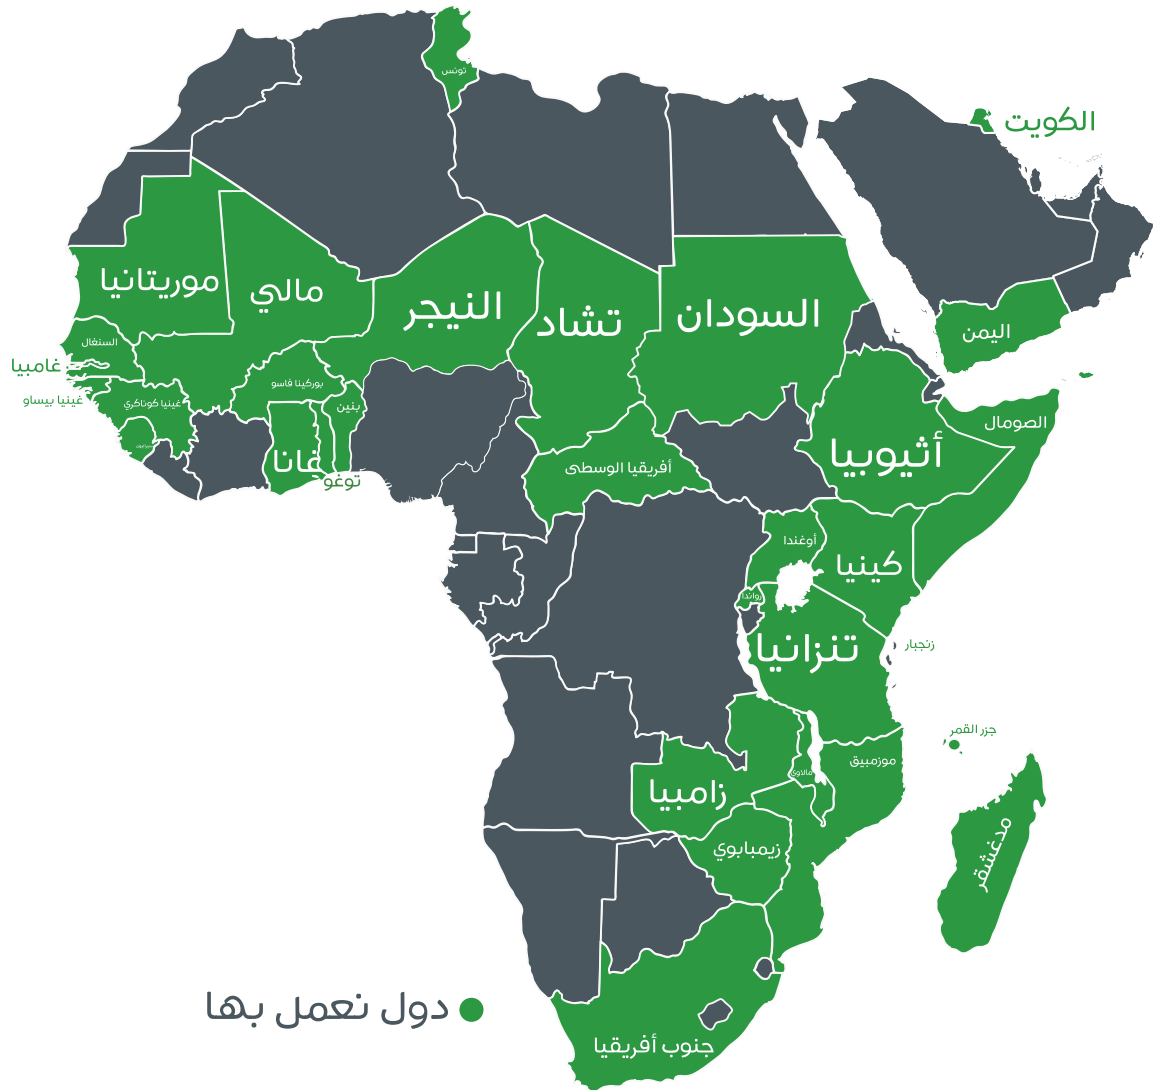 تونس
الكويت
موريتانيا
مالي
النيجر
تشاد
السودان
اليمن
السنغال
غامبيا
بوركينا فاسو
غينيا بيساو
غينيا كوناكري
بنين
الصومال
غانا
توغو
أفريقيا الوسطى
أثيوبيا
أوغندا
كينيا
رواندا
تنزانيا
زنجبار
جزر القمر
موزمبيق
مالاوي
زامبيا
زيمبابوي
مدغشقر
دول نعمل بها
جنوب أفريقيا